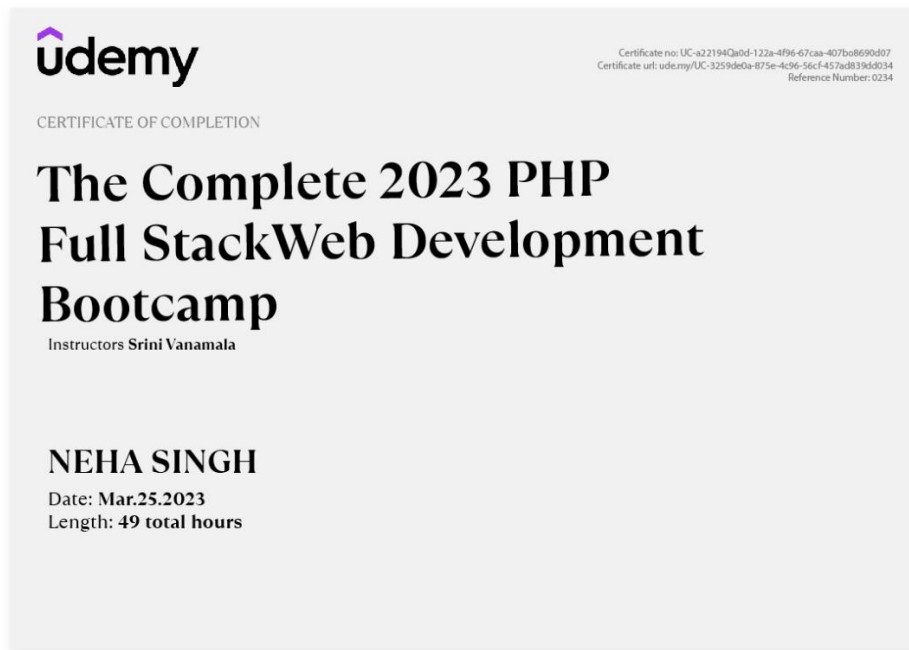 udemy
Certificate no: UC-a22194Qa0d-122a-4f96-67caa-407bo8690d07
Certificate url: ude.my/UC-3259de0a-875e-4c96-56cf-457ad839dd034
Reference Number: 0234
CERTIFICATE OF COMPLETION
The Complete 2023 PHP
Full StackWeb Development
Bootcamp
Instructors Srini Vanamala
NEHA SINGH
Date: Mar.25.2023
Length: 49 total hours